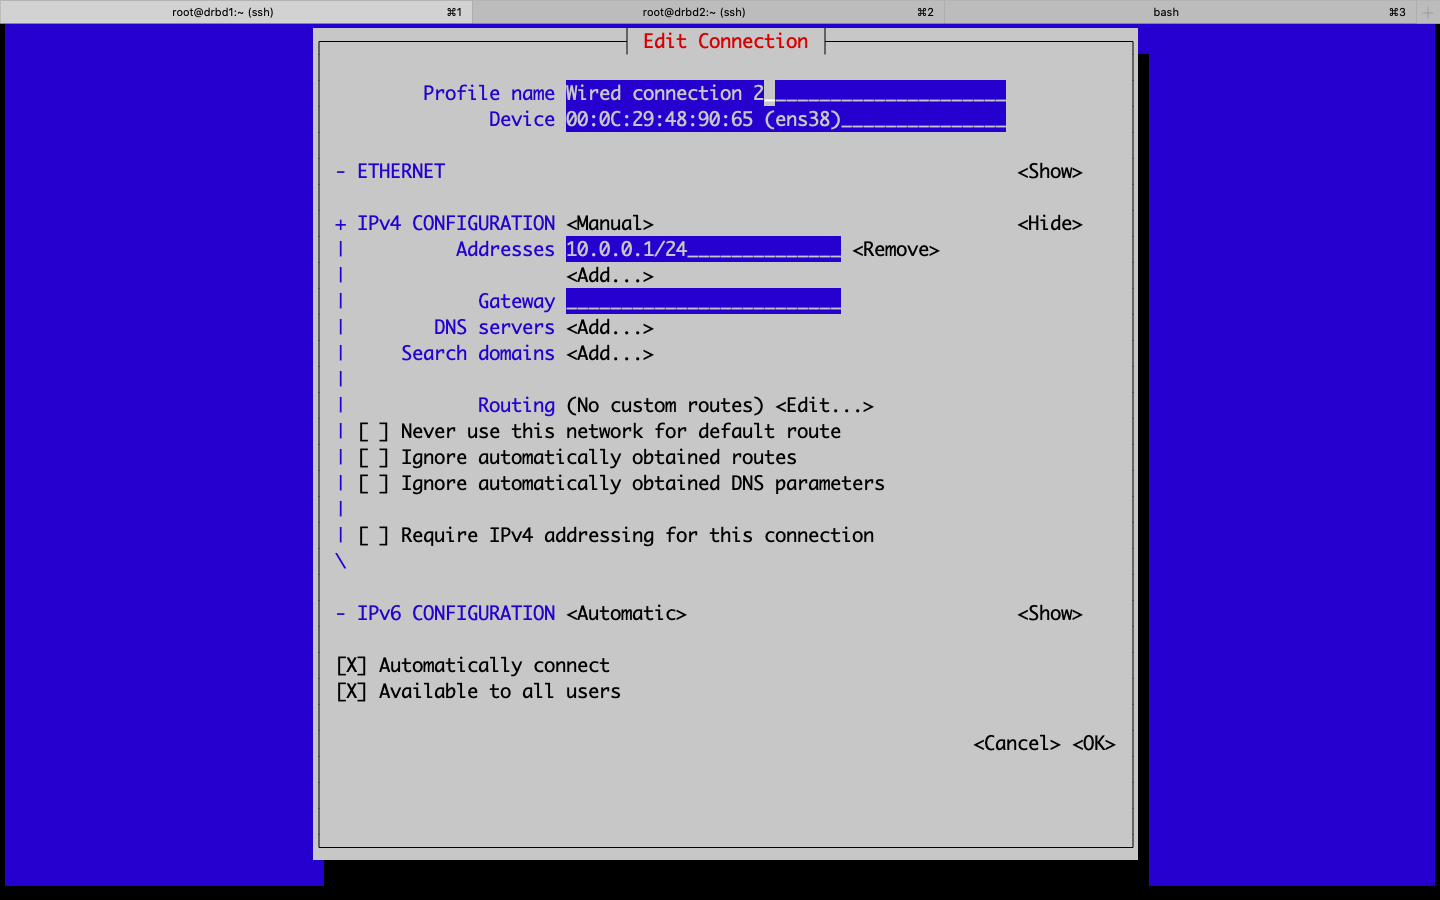 root@drbd1:~ (ssh) ⌘1 root@drbd2:~ (ssh) ⌘2 bash ⌘3 +
Edit Connection
Profile name Wired connection 2_____________________
Device 00:0C:29:48:90:65 (ens38)_______________
- ETHERNET <Show>
+ IPv4 CONFIGURATION <Manual> <Hide>
| Addresses 10.0.0.1/24______________ <Remove>
| <Add...>
| Gateway _________________________
| DNS servers <Add...>
| Search domains <Add...>
|
| Routing (No custom routes) <Edit...>
| [ ] Never use this network for default route
| [ ] Ignore automatically obtained routes
| [ ] Ignore automatically obtained DNS parameters
|
| [ ] Require IPv4 addressing for this connection
\
- IPv6 CONFIGURATION <Automatic> <Show>
[X] Automatically connect
[X] Available to all users
<Cancel> <OK>